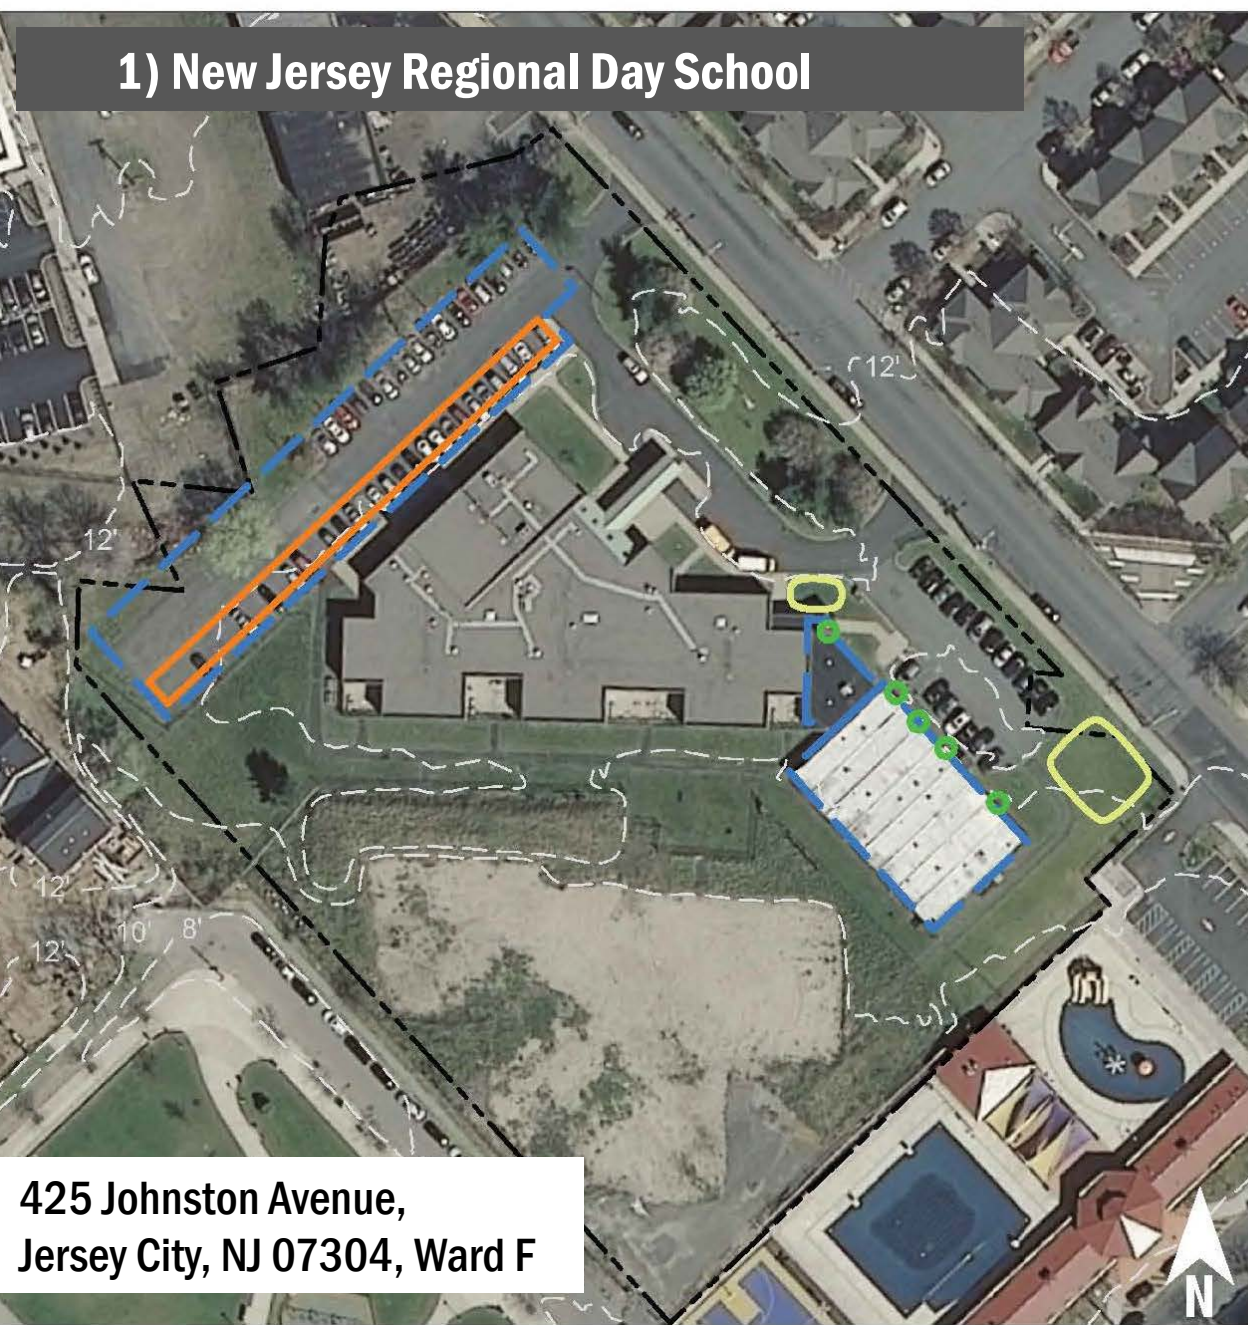 1) New Jersey Regional Day School
12'
12'
12'
10'
8'
12'
425 Johnston Avenue,
Jersey City, NJ 07304, Ward F
N